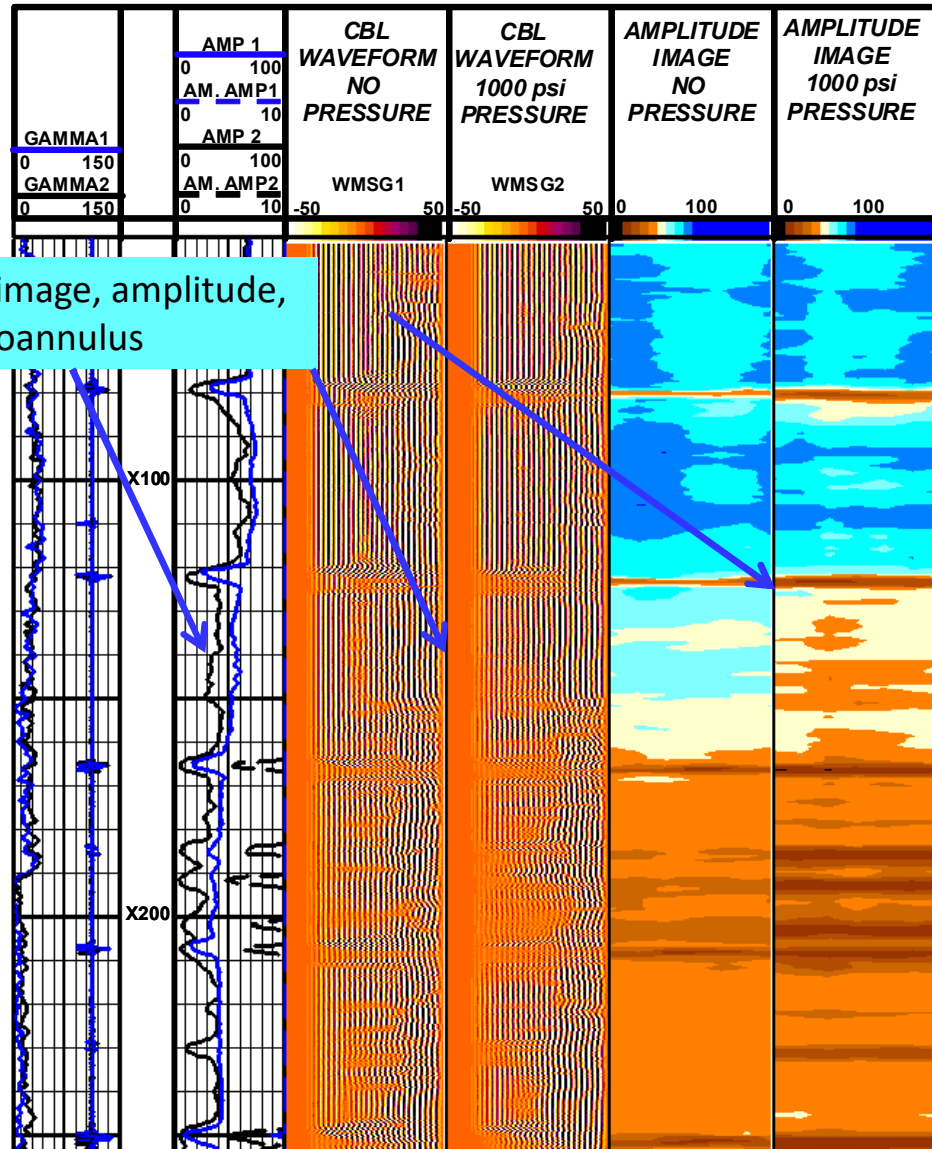 GAMMA1
0 150
GAMMA2
0 150
AMP 1
0 100
AM. AMP1
0 10
AMP 2
0 100
AM. AMP2
0 10
CBL
WAVEFORM
NO
PRESSURE
WMSG1
-50 50
CBL
WAVEFORM
1000 psi
PRESSURE
WMSG2
-50 50
AMPLITUDE
IMAGE
NO
PRESSURE
0 100
AMPLITUDE
IMAGE
1000 psi
PRESSURE
0 100
image, amplitude,
oannulus
X100
X200